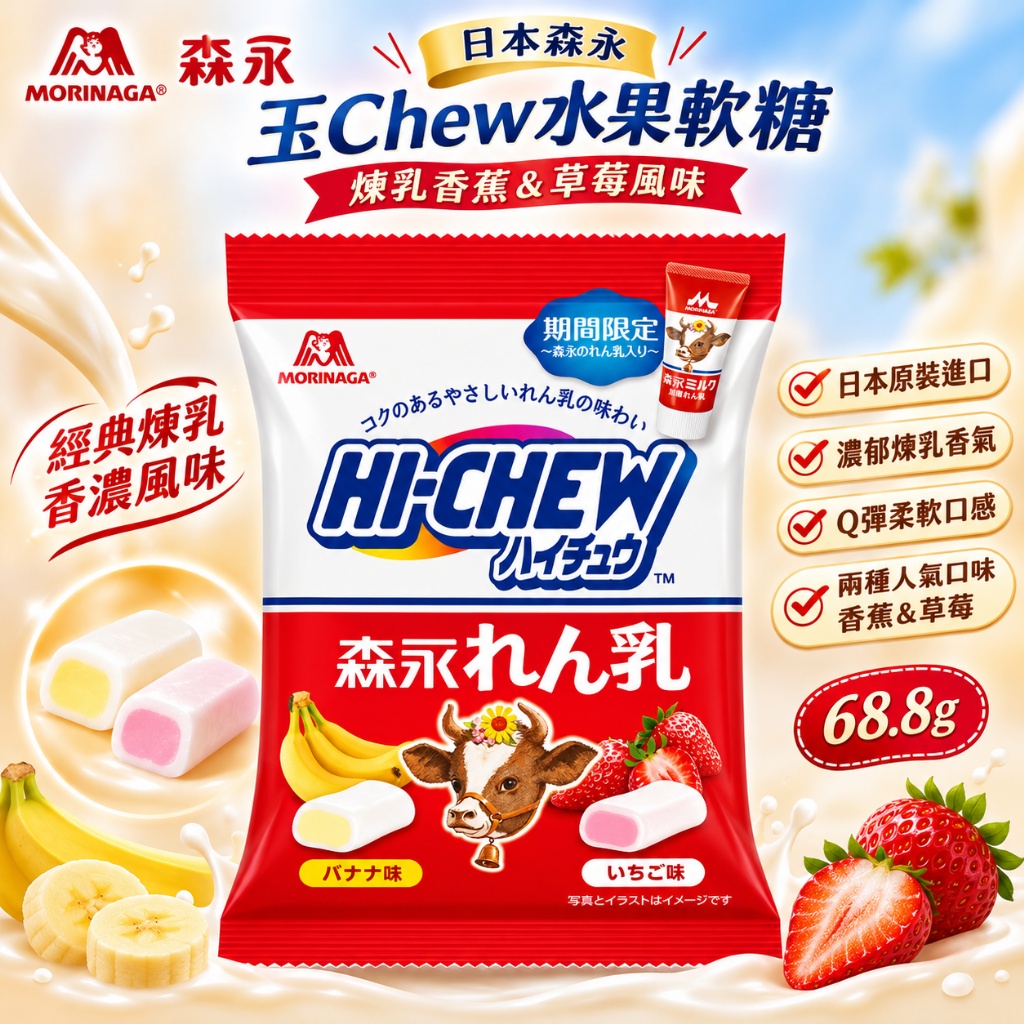 MORINAGA®
森永
日本森永
玉Chew水果軟糖
煉乳香蕉&草莓風味
期間限定
~森永のれん乳入り~
MORINAGA
森永ミルク
加糖れん乳
MORINAGA®
コクのあるやさしいれん乳の味わい
HI-CHEW
ハイチュウ
TM
經典煉乳
香濃風味
日本原裝進口
濃郁煉乳香氣
Q彈柔軟口感
兩種人氣口味
香蕉&草莓
68.8g
森永れん乳
バナナ味
いちご味
写真とイラストはイメージです